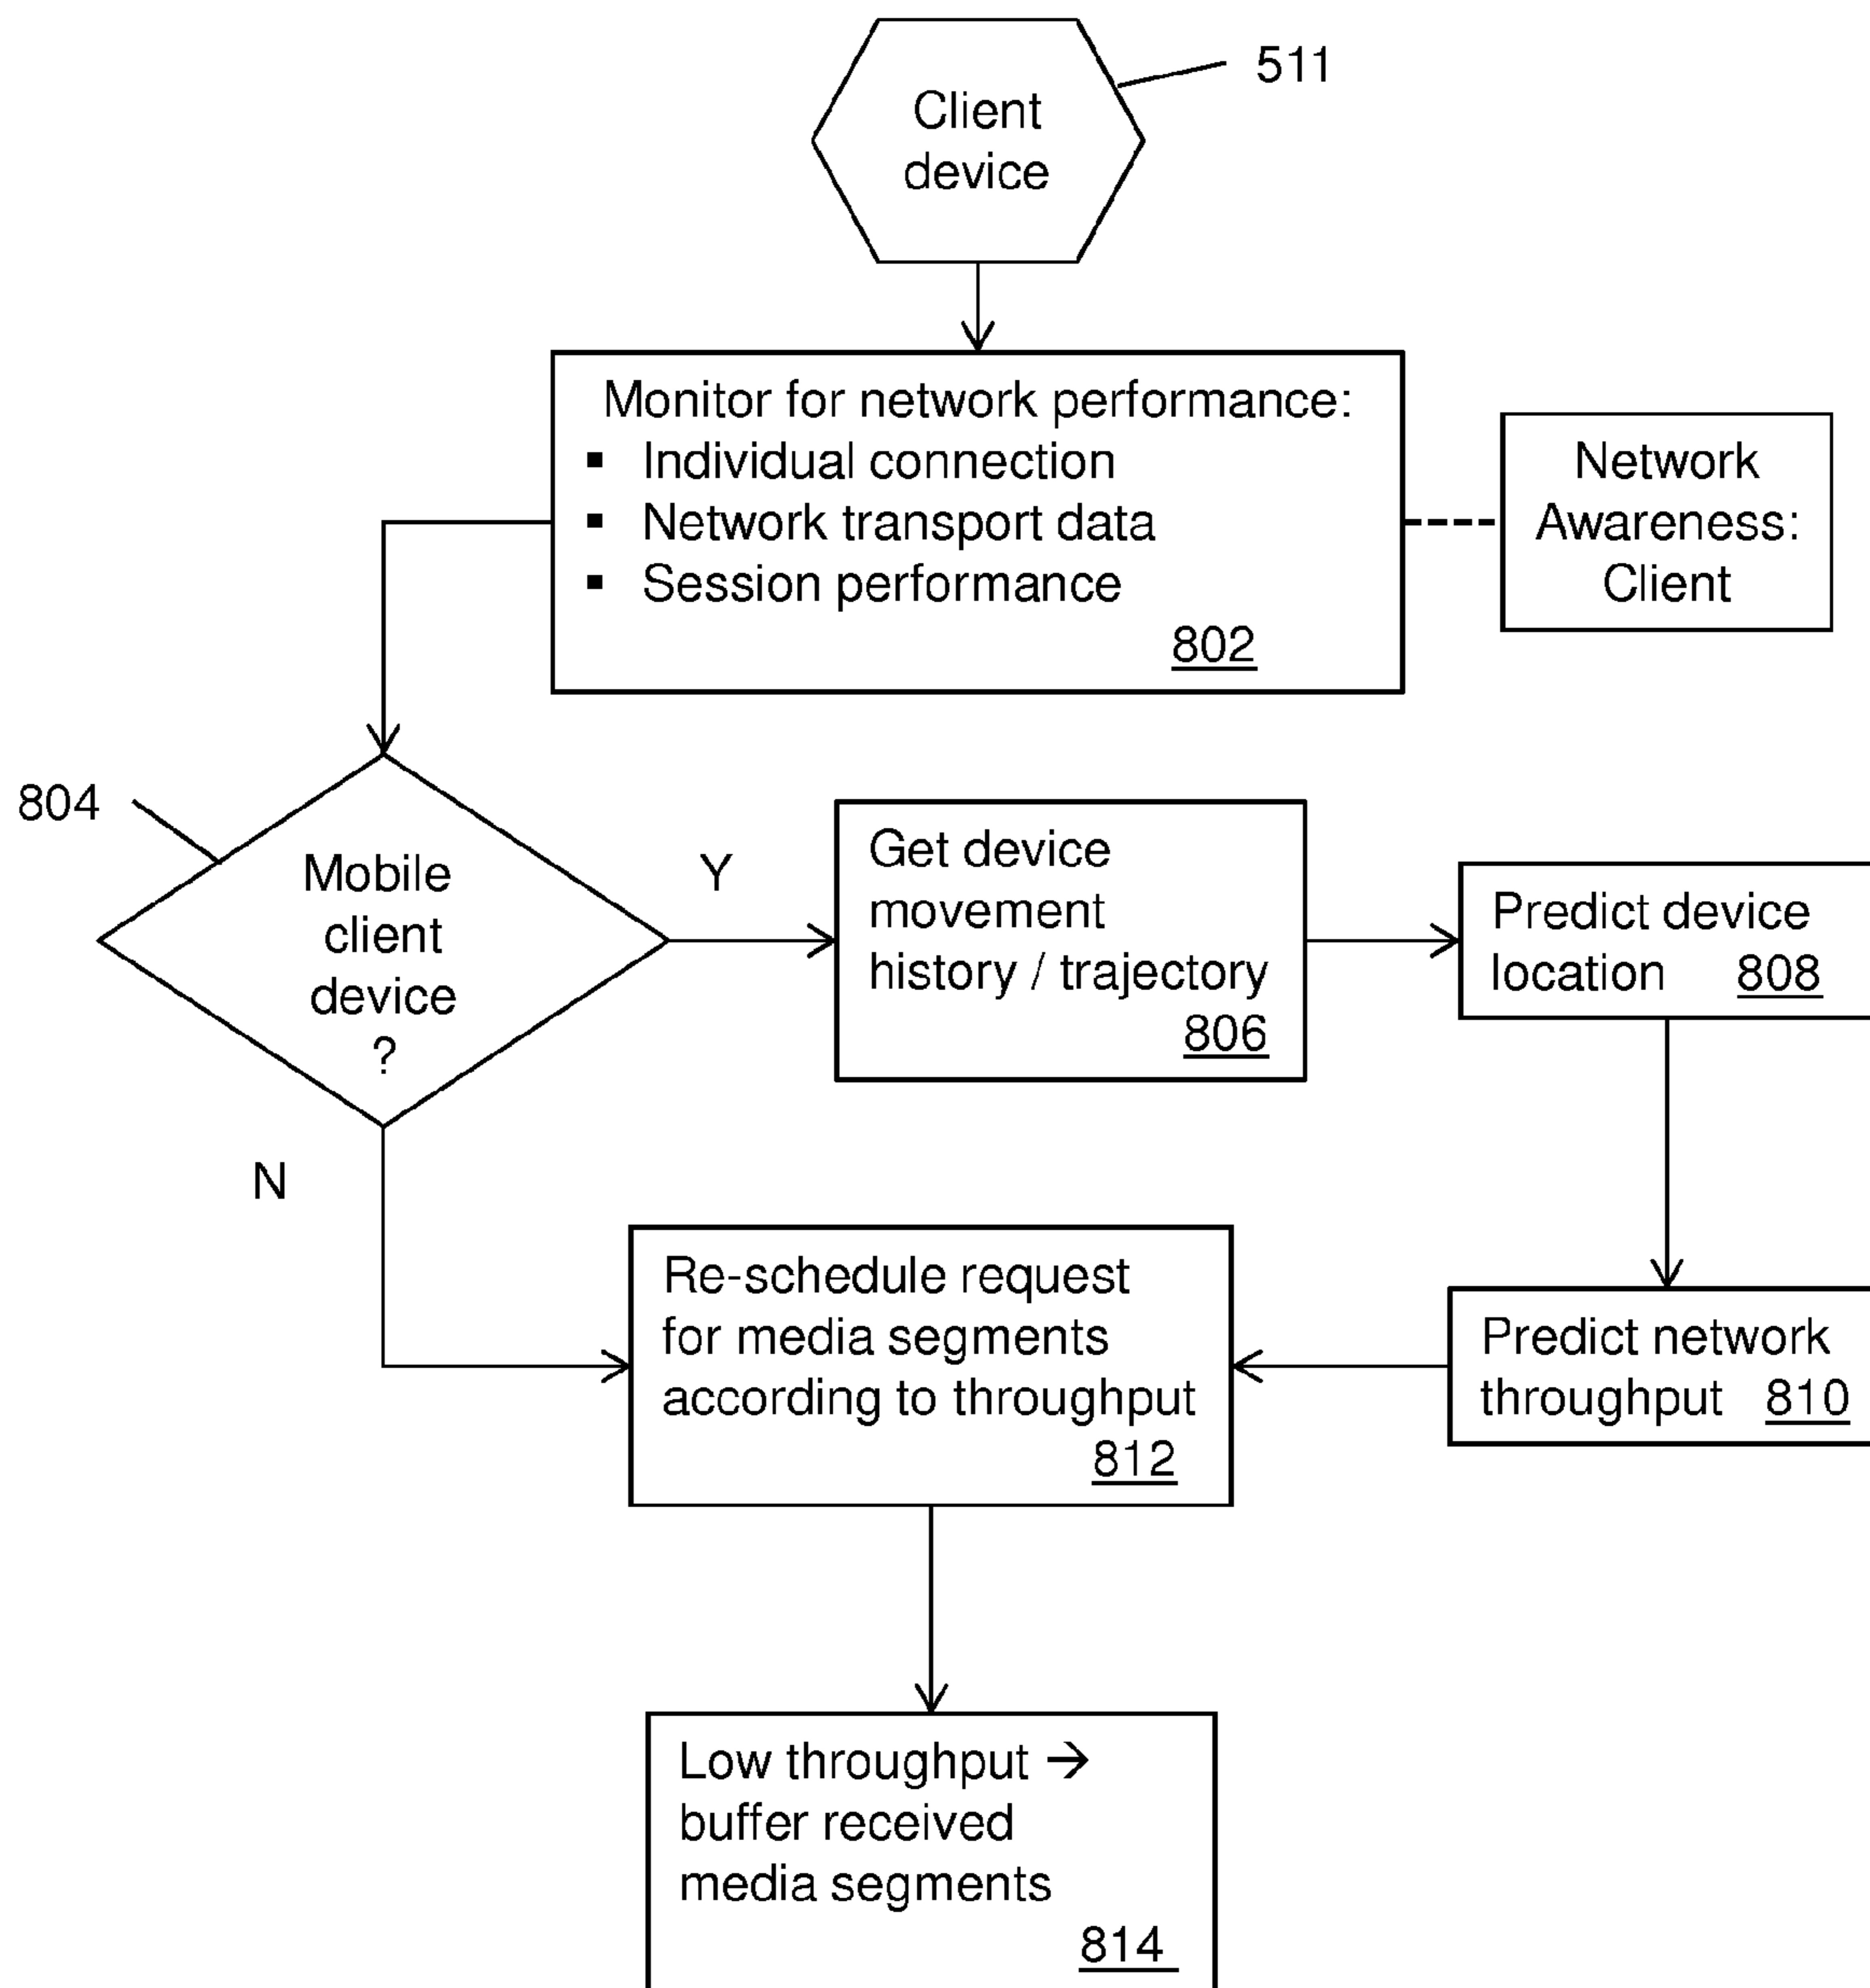 511
Client
device
Monitor for network performance:
▪ Individual connection
▪ Network transport data
▪ Session performance
802
Network
Awareness:
Client
804
Mobile
client
device
?
Y
N
Get device
movement
history / trajectory
806
Predict device
location 808
Predict network
throughput 810
Re-schedule request
for media segments
according to throughput
812
Low throughput →
buffer received
media segments
814